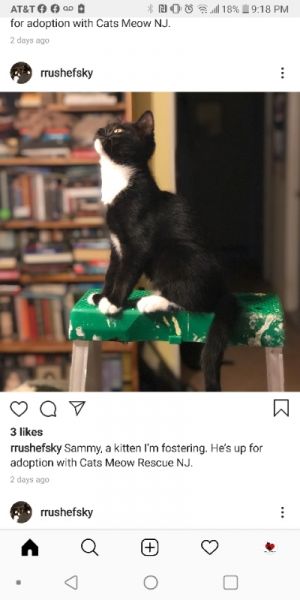 AT&T 18% 9:18 PM
for adoption with Cats Meow NJ.
2 days ago
rrushefsky
3 likes
rrushefsky Sammy, a kitten I'm fostering. He's up for
adoption with Cats Meow Rescue NJ.
2 days ago
rrushefsky